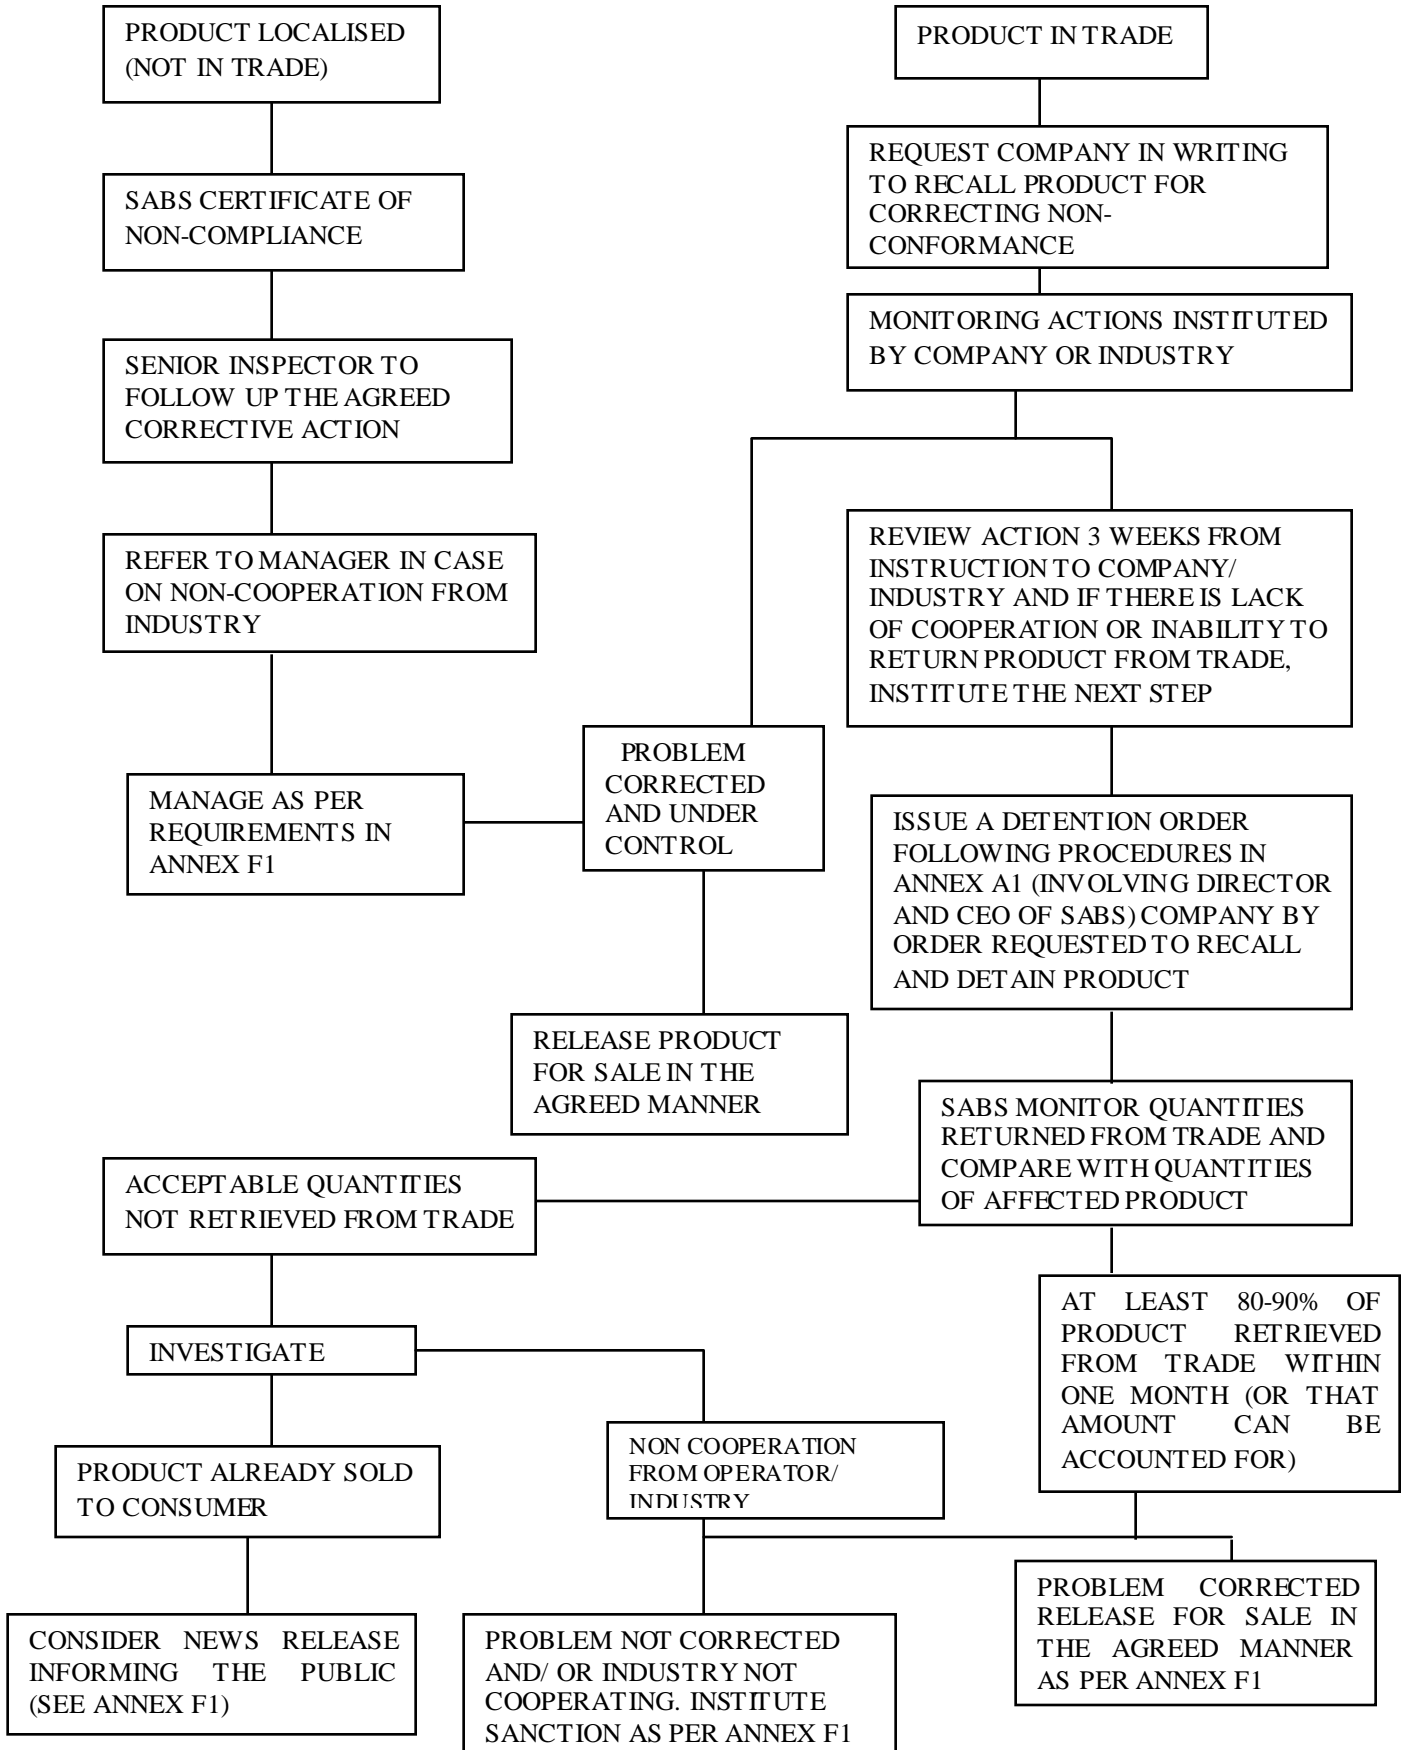 PRODUCT LOCALISED
(NOT IN TRADE)
SABS CERTIFICATE OF
NON-COMPLIANCE
SENIOR INSPECTOR TO
FOLLOW UP THE AGREED
CORRECTIVE ACTION
REFER TO MANAGER IN CASE
ON NON-COOPERATION FROM
INDUSTRY
MANAGE AS PER
REQUIREMENTS IN
ANNEX F1
PRODUCT IN TRADE
REQUEST COMPANY IN WRITING
TO RECALL PRODUCT FOR
CORRECTING NON-
CONFORMANCE
MONITORING ACTIONS INSTITUTED
BY COMPANY OR INDUSTRY
PROBLEM
CORRECTED
AND UNDER
CONTROL
RELEASE PRODUCT
FOR SALE IN THE
AGREED MANNER
REVIEW ACTION 3 WEEKS FROM
INSTRUCTION TO COMPANY/
INDUSTRY AND IF THERE IS LACK
OF COOPERATION OR INABILITY TO
RETURN PRODUCT FROM TRADE,
INSTITUTE THE NEXT STEP
ISSUE A DETENTION ORDER
FOLLOWING PROCEDURES IN
ANNEX A1 (INVOLVING DIRECTOR
AND CEO OF SABS) COMPANY BY
ORDER REQUESTED TO RECALL
AND DETAIN PRODUCT
SABS MONITOR QUANTITIES
RETURNED FROM TRADE AND
COMPARE WITH QUANTITIES
OF AFFECTED PRODUCT
ACCEPTABLE QUANTITIES
NOT RETRIEVED FROM TRADE
INVESTIGATE
PRODUCT ALREADY SOLD
TO CONSUMER
CONSIDER NEWS RELEASE
INFORMING THE PUBLIC
(SEE ANNEX F1)
NON COOPERATION
FROM OPERATOR/
INDUSTRY
PROBLEM NOT CORRECTED
AND/ OR INDUSTRY NOT
COOPERATING. INSTITUTE
SANCTION AS PER ANNEX F1
AT LEAST 80-90% OF
PRODUCT RETRIEVED
FROM TRADE WITHIN
ONE MONTH (OR THAT
AMOUNT CAN BE
ACCOUNTED FOR)
PROBLEM CORRECTED
RELEASE FOR SALE IN
THE AGREED MANNER
AS PER ANNEX F1